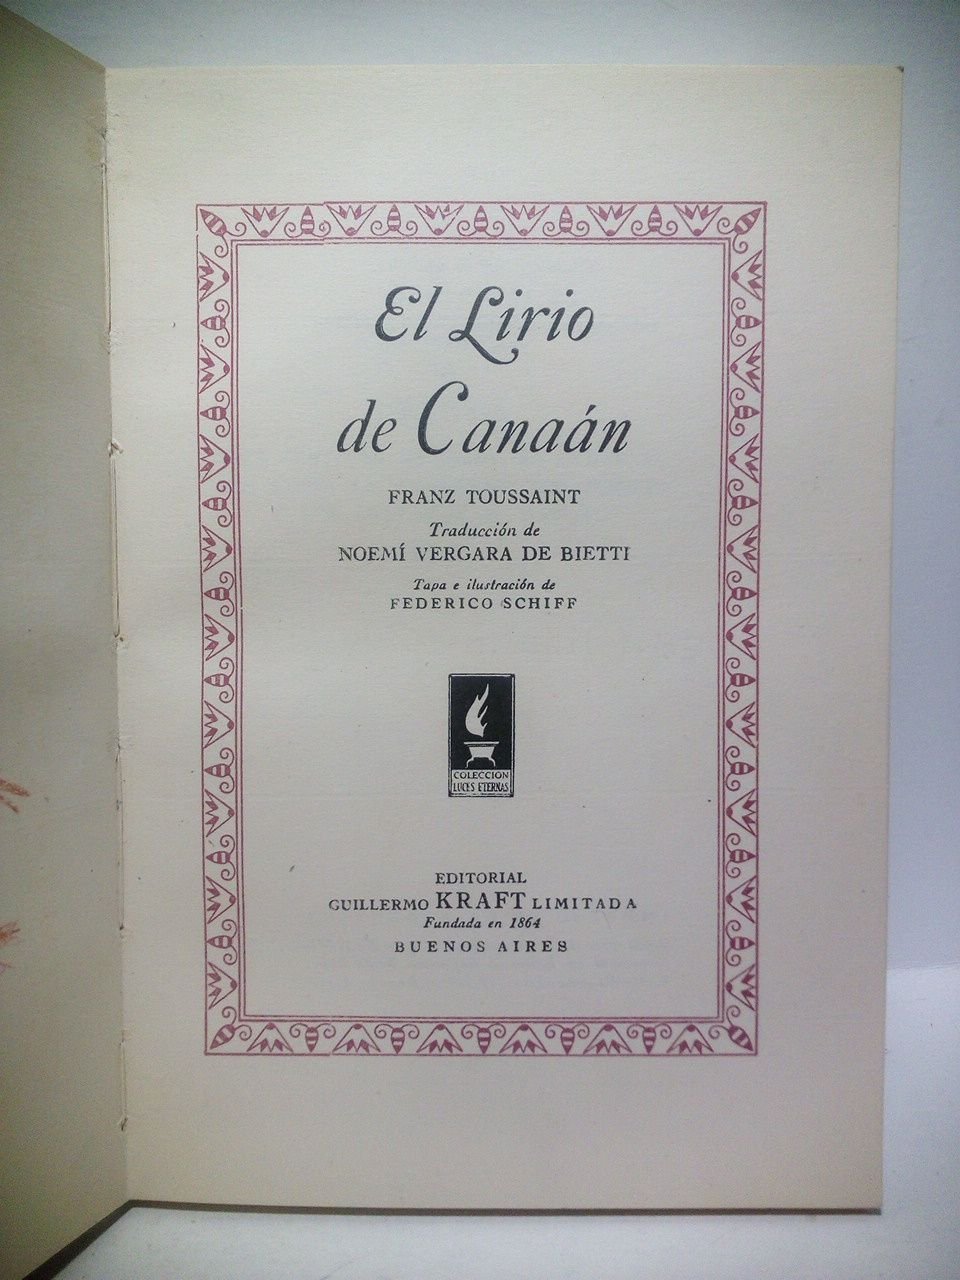 El Lirio
de Canaán
FRANZ TOUSSAINT
Traducción de
NOEMÍ VERGARA DE BIETTI
Tapa e ilustración de
FEDERICO SCHIFF
COLECCION
LUCES ETERNAS
EDITORIAL
GUILLERMO KRAFT LIMITADA
Fundada en 1864
BUENOS AIRES